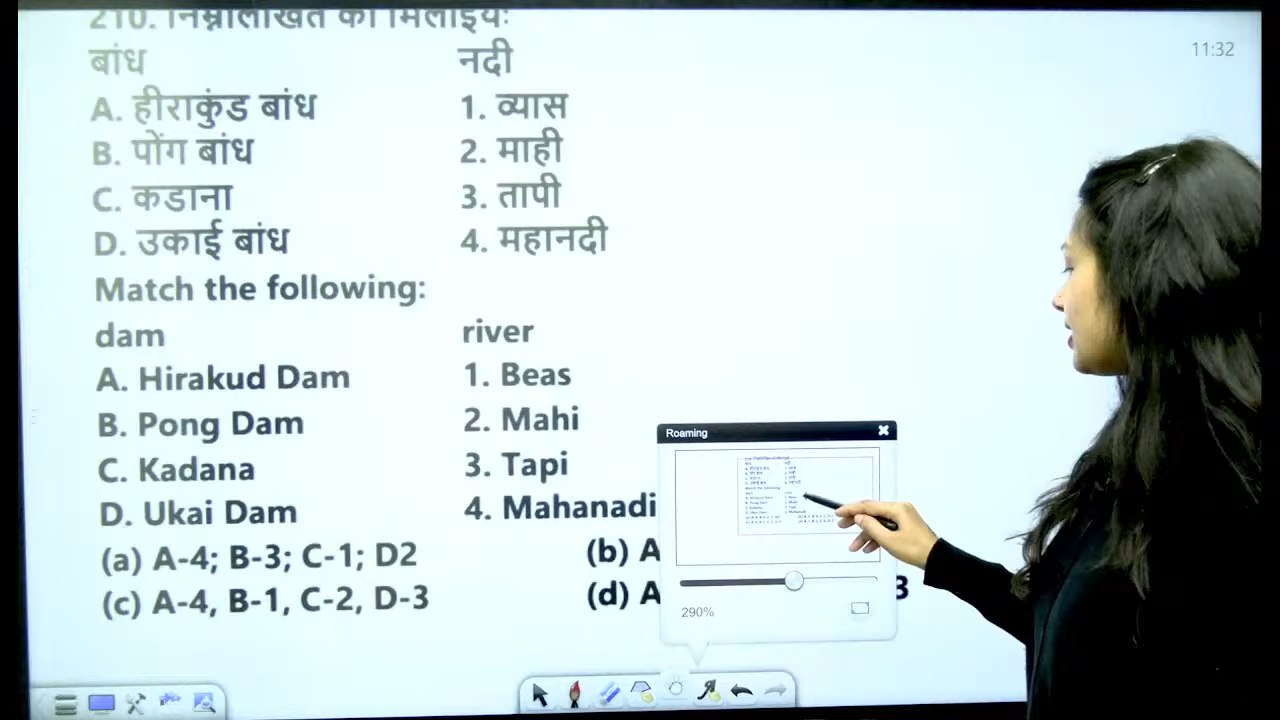 210. निम्नलिखित को मिलाइयेः
11:32
बांध नदी
A. हीराकुंड बांध 1. व्यास
B. पोंग बांध 2. माही
C. कडाना 3. तापी
D. उकाई बांध 4. महानदी
Match the following:
dam river
A. Hirakud Dam 1. Beas
B. Pong Dam 2. Mahi
C. Kadana 3. Tapi
D. Ukai Dam 4. Mahanadi
(a) A-4; B-3; C-1; D2 (b) A
(c) A-4, B-1, C-2, D-3 (d) A 3
Roaming
290%